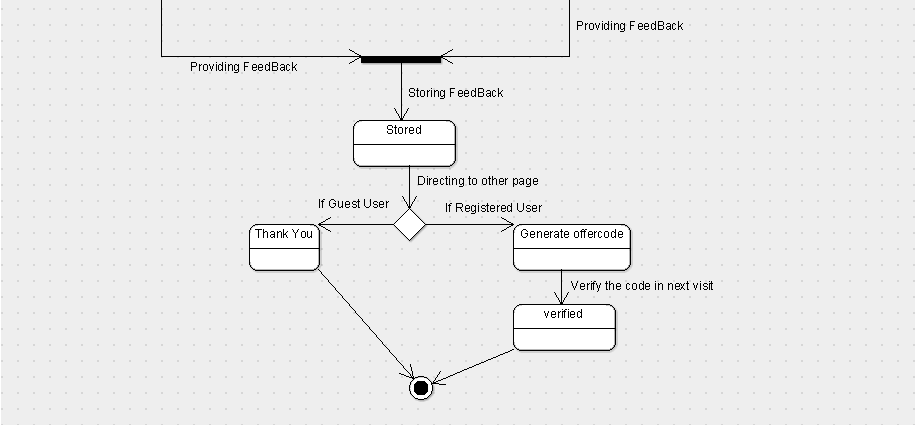 Providing FeedBack
Providing FeedBack
Storing FeedBack
Stored
Directing to other page
If Guest User
If Registered User
Thank You
Generate offercode
Verify the code in next visit
verified